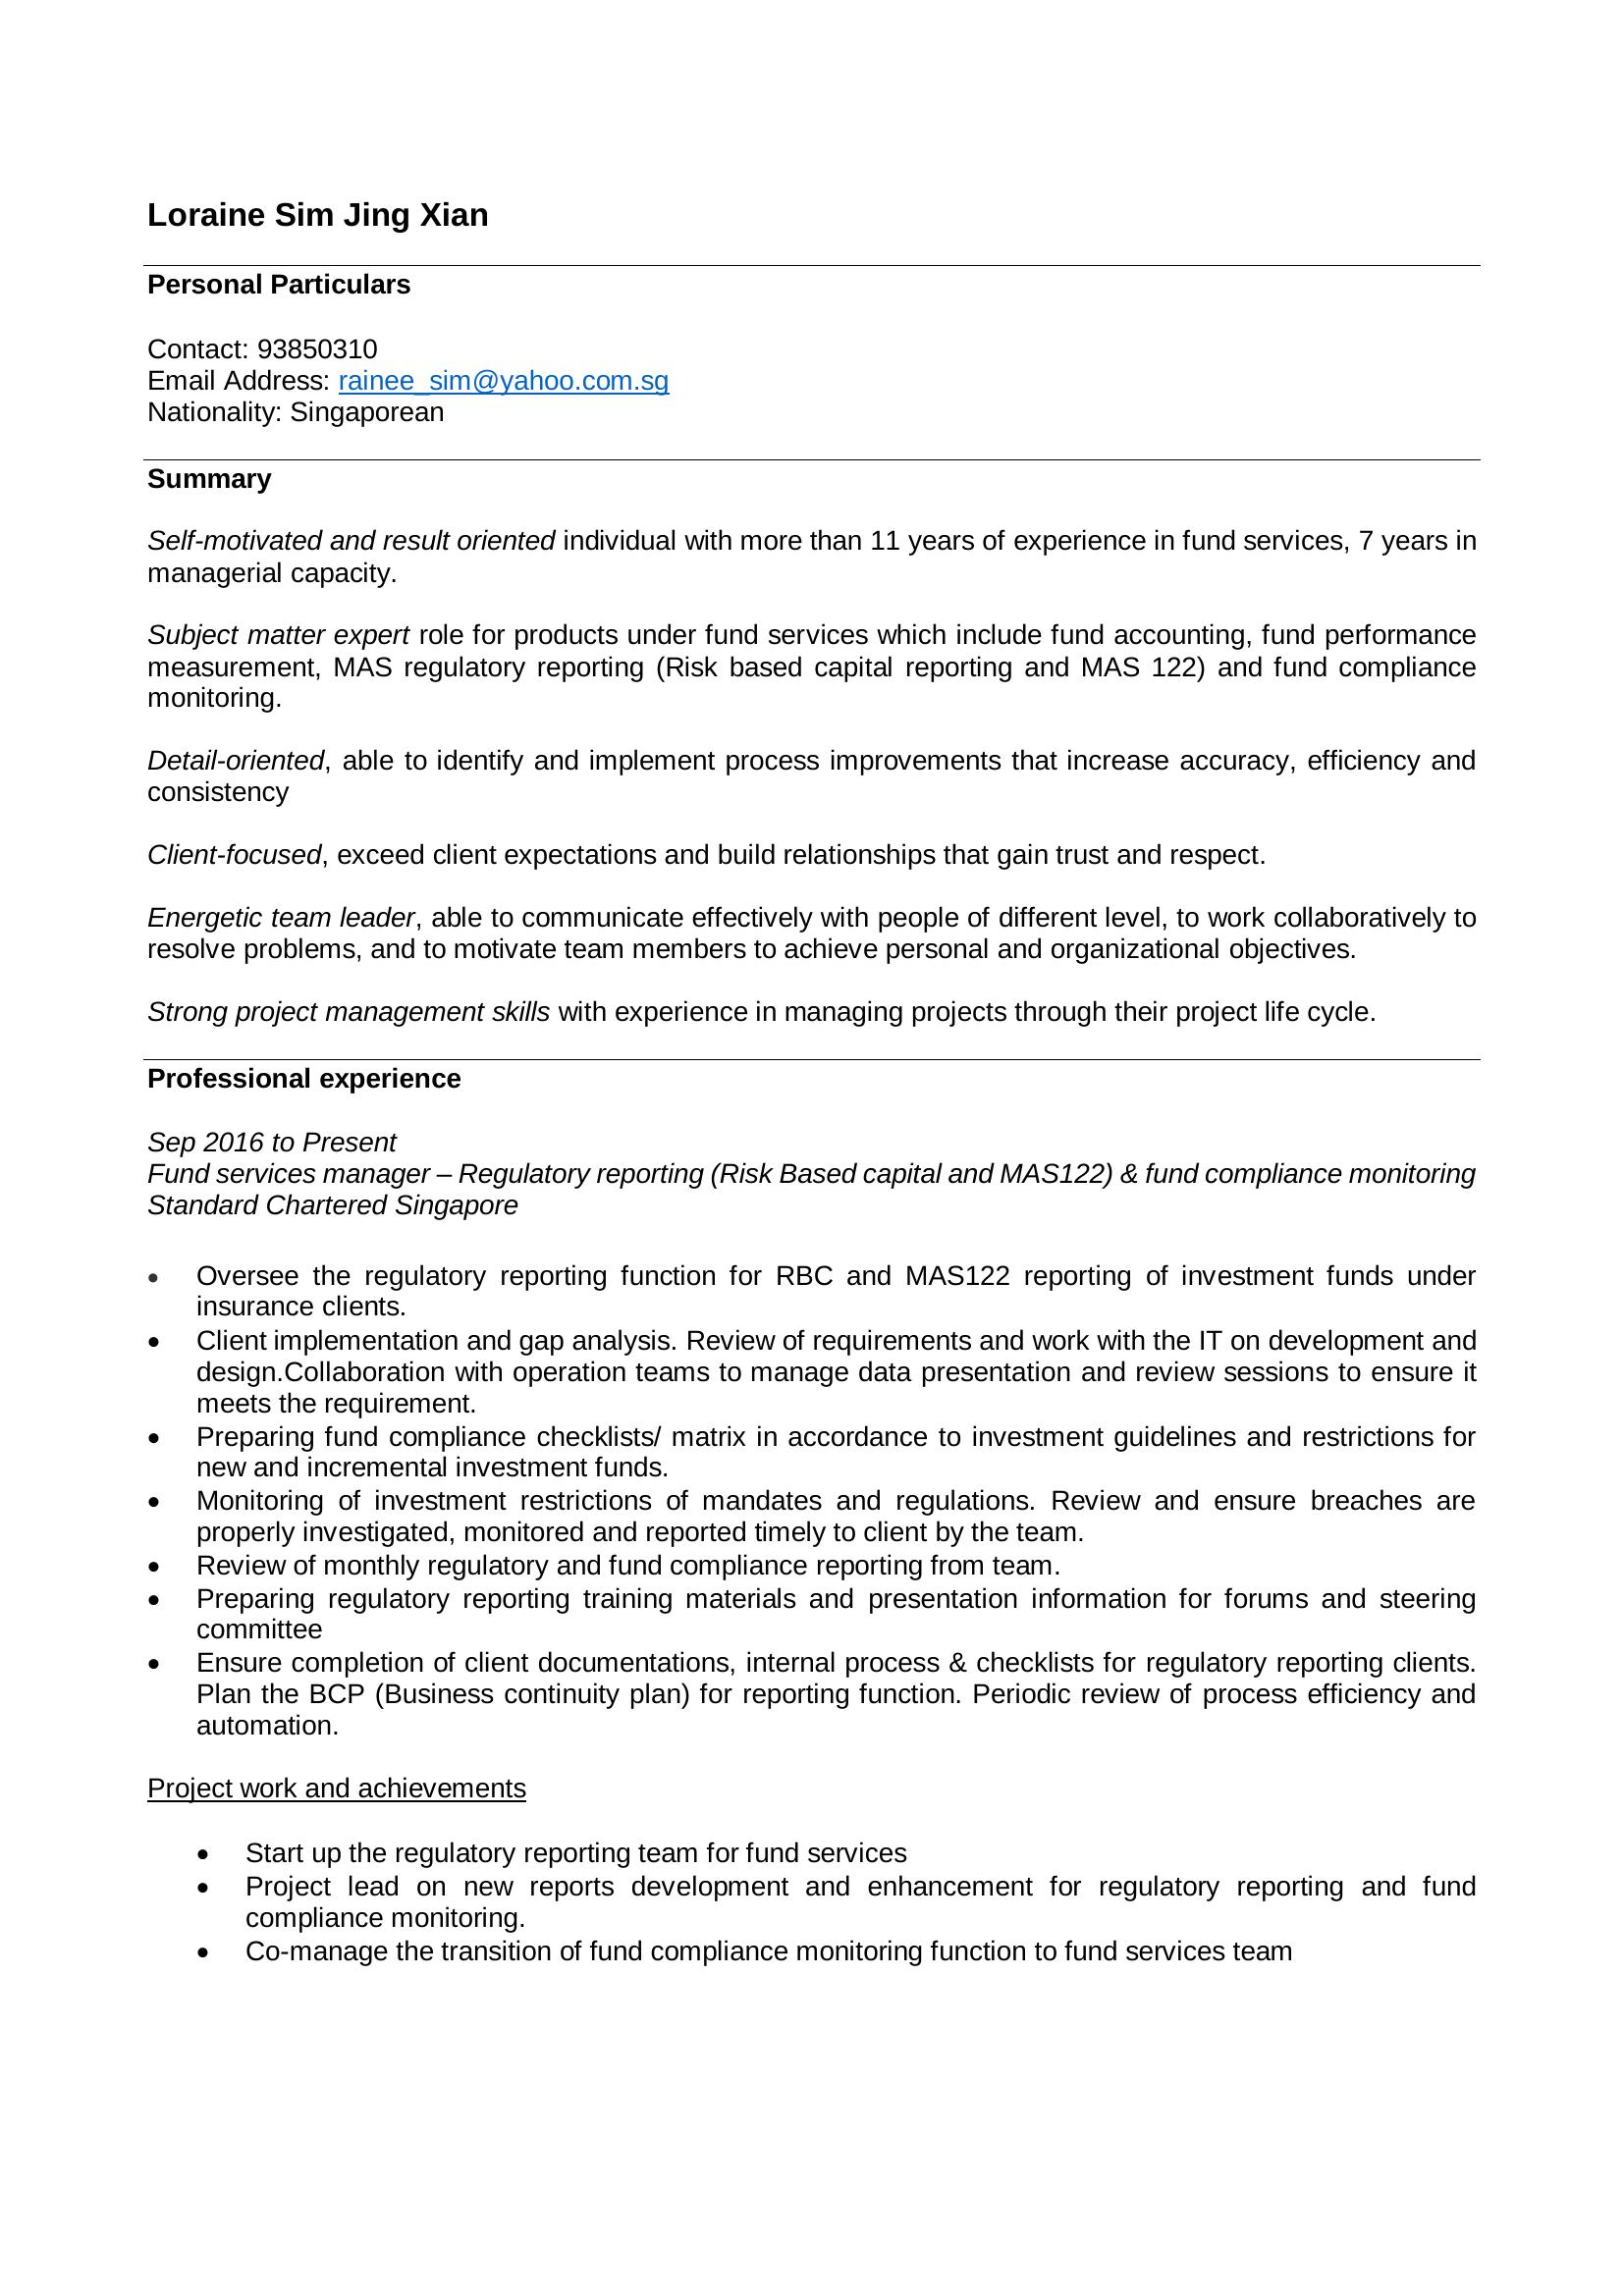 Loraine Sim Jing Xian
Personal Particulars
Contact: 93850310
Email Address: rainee_sim@yahoo.com.sg
Nationality: Singaporean
Summary
Self-motivated and result oriented individual with more than 11 years of experience in fund services, 7 years in
managerial capacity.
Subject matter expert role for products under fund services which include fund accounting, fund performance
measurement, MAS regulatory reporting (Risk based capital reporting and MAS 122) and fund compliance
monitoring.
Detail-oriented, able to identify and implement process improvements that increase accuracy, efficiency and
consistency
Client-focused, exceed client expectations and build relationships that gain trust and respect.
Energetic team leader, able to communicate effectively with people of different level, to work collaboratively to
resolve problems, and to motivate team members to achieve personal and organizational objectives.
Strong project management skills with experience in managing projects through their project life cycle.
Professional experience
Sep 2016 to Present
Fund services manager – Regulatory reporting (Risk Based capital and MAS122) & fund compliance monitoring
Standard Chartered Singapore
• Oversee the regulatory reporting function for RBC and MAS122 reporting of investment funds under
insurance clients.
• Client implementation and gap analysis. Review of requirements and work with the IT on development and
design.Collaboration with operation teams to manage data presentation and review sessions to ensure it
meets the requirement.
• Preparing fund compliance checklists/ matrix in accordance to investment guidelines and restrictions for
new and incremental investment funds.
• Monitoring of investment restrictions of mandates and regulations. Review and ensure breaches are
properly investigated, monitored and reported timely to client by the team.
• Review of monthly regulatory and fund compliance reporting from team.
• Preparing regulatory reporting training materials and presentation information for forums and steering
committee
• Ensure completion of client documentations, internal process & checklists for regulatory reporting clients.
Plan the BCP (Business continuity plan) for reporting function. Periodic review of process efficiency and
automation.
Project work and achievements
• Start up the regulatory reporting team for fund services
• Project lead on new reports development and enhancement for regulatory reporting and fund
compliance monitoring.
• Co-manage the transition of fund compliance monitoring function to fund services team